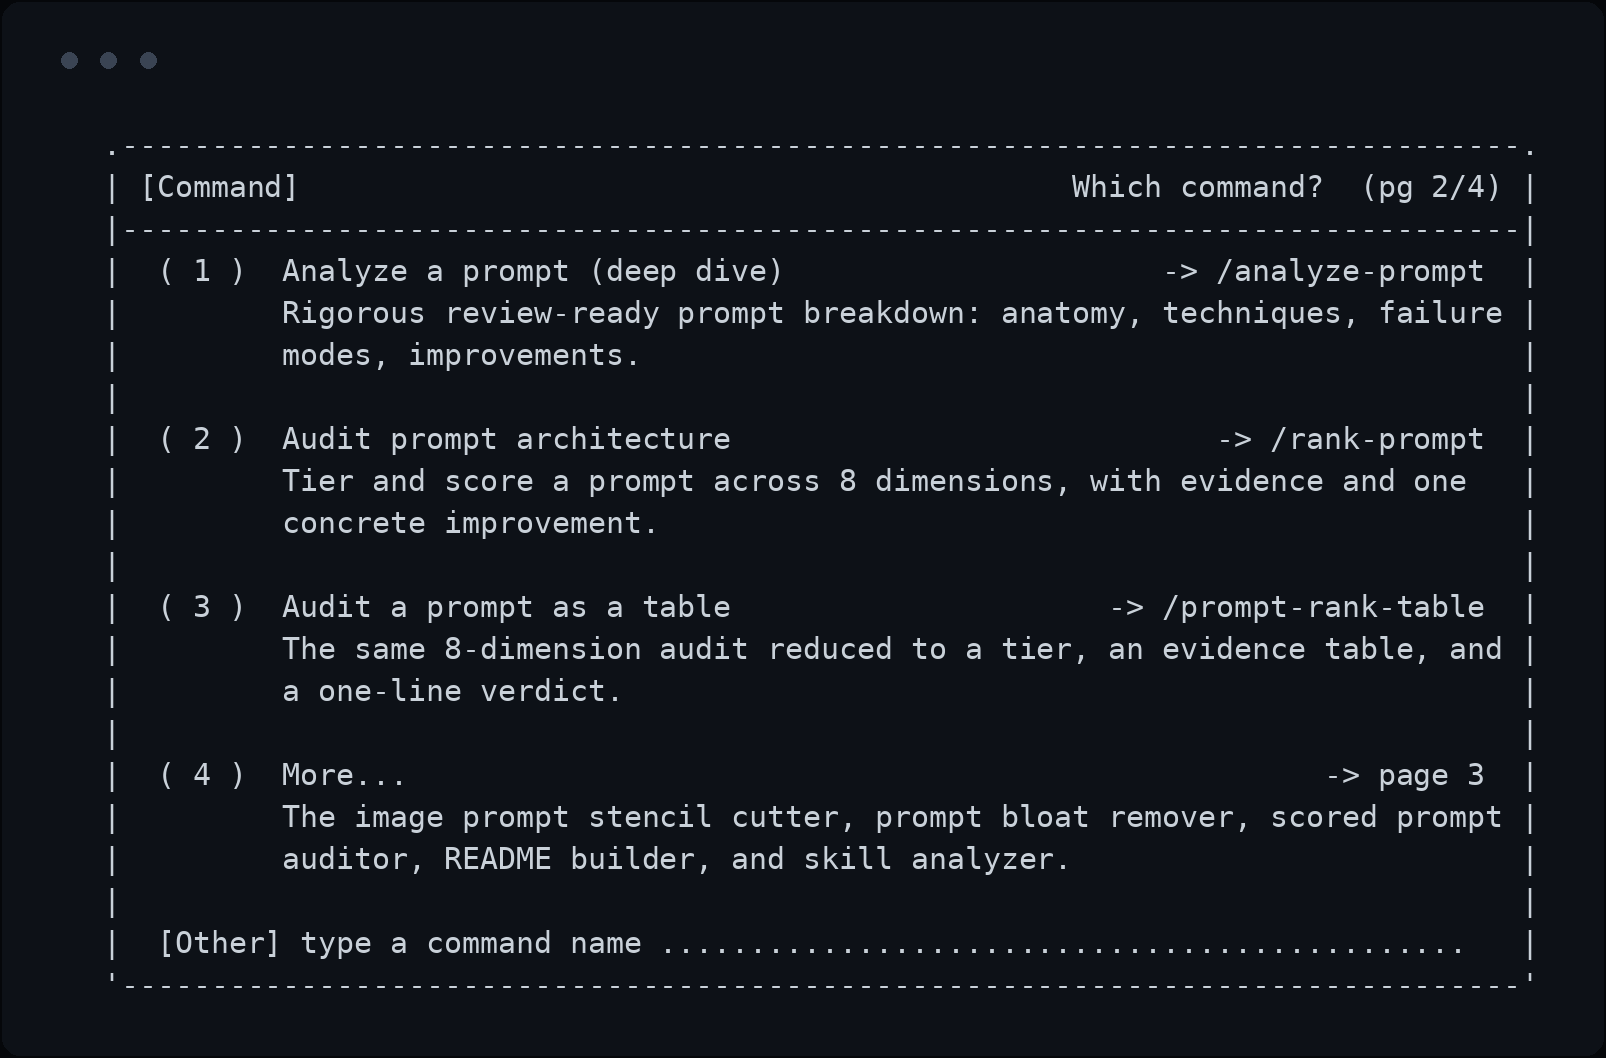 .------------------------------------------------------------------------------.
| [Command]                                           Which command?  (pg 2/4) |
|------------------------------------------------------------------------------|
|  ( 1 )  Analyze a prompt (deep dive)                     -> /analyze-prompt  |
|         Rigorous review-ready prompt breakdown: anatomy, techniques, failure |
|         modes, improvements.                                                 |
|                                                                              |
|  ( 2 )  Audit prompt architecture                           -> /rank-prompt  |
|         Tier and score a prompt across 8 dimensions, with evidence and one   |
|         concrete improvement.                                                |
|                                                                              |
|  ( 3 )  Audit a prompt as a table                     -> /prompt-rank-table  |
|         The same 8-dimension audit reduced to a tier, an evidence table, and |
|         a one-line verdict.                                                  |
|                                                                              |
|  ( 4 )  More...                                                   -> page 3  |
|         The image prompt stencil cutter, prompt bloat remover, scored prompt |
|         auditor, README builder, and skill analyzer.                         |
|                                                                              |
|  [Other] type a command name .............................................   |
'------------------------------------------------------------------------------'